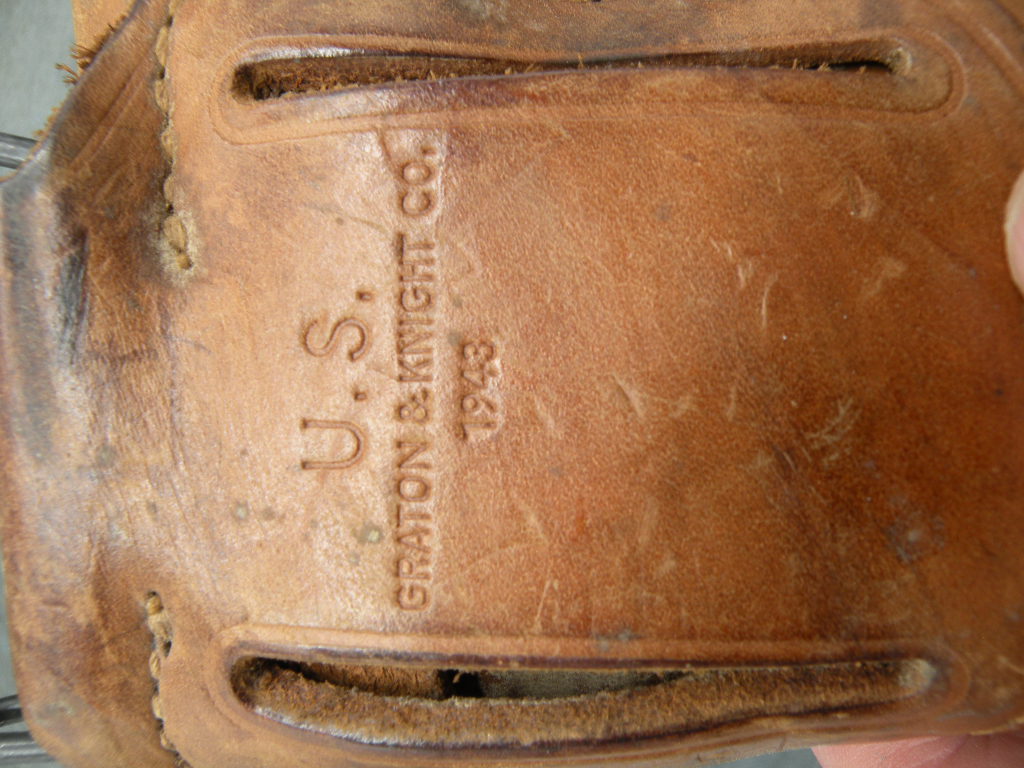 U.S.
GRATON & KNIGHT CO.
1943